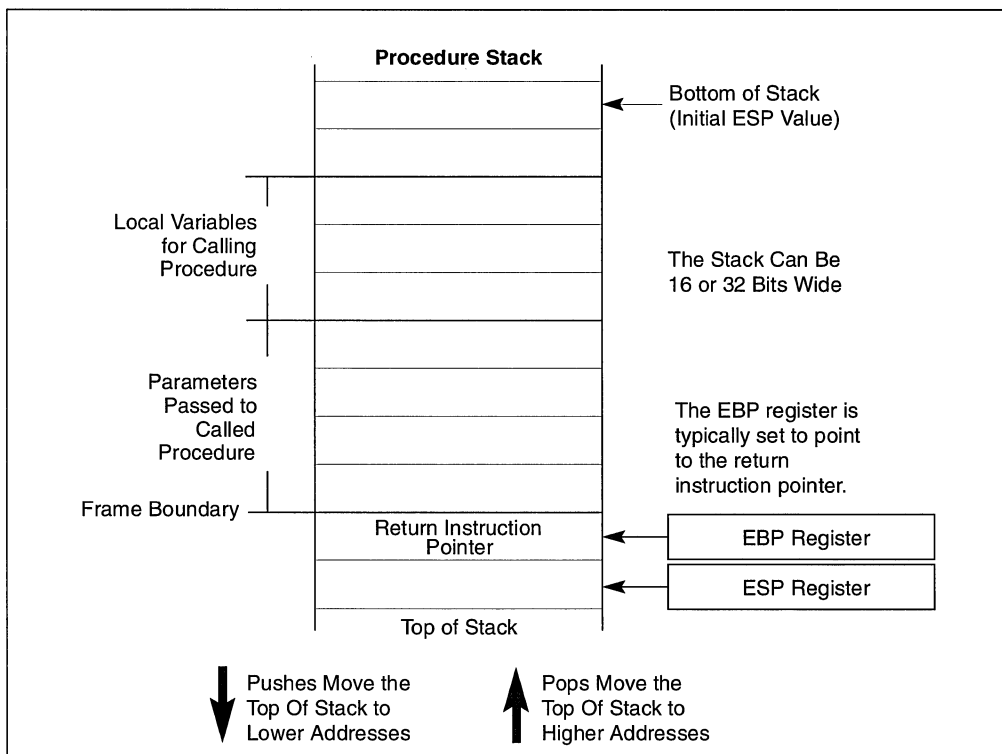 Procedure Stack
Bottom of Stack
(Initial ESP Value)
Local Variables
for Calling
Procedure
The Stack Can Be
16 or 32 Bits Wide
Parameters
Passed to
Called
Procedure
The EBP register is
typically set to point
to the return
instruction pointer.
Frame Boundary
Return Instruction
Pointer
EBP Register
ESP Register
Top of Stack
Pushes Move the
Top Of Stack to
Lower Addresses
Pops Move the
Top Of Stack to
Higher Addresses